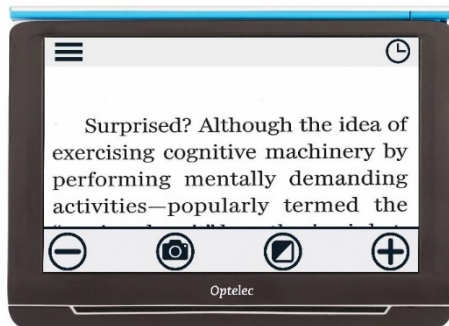 Surprised? Although the idea of
exercising cognitive machinery by
performing mentally demanding
activities—popularly termed the
Optelec